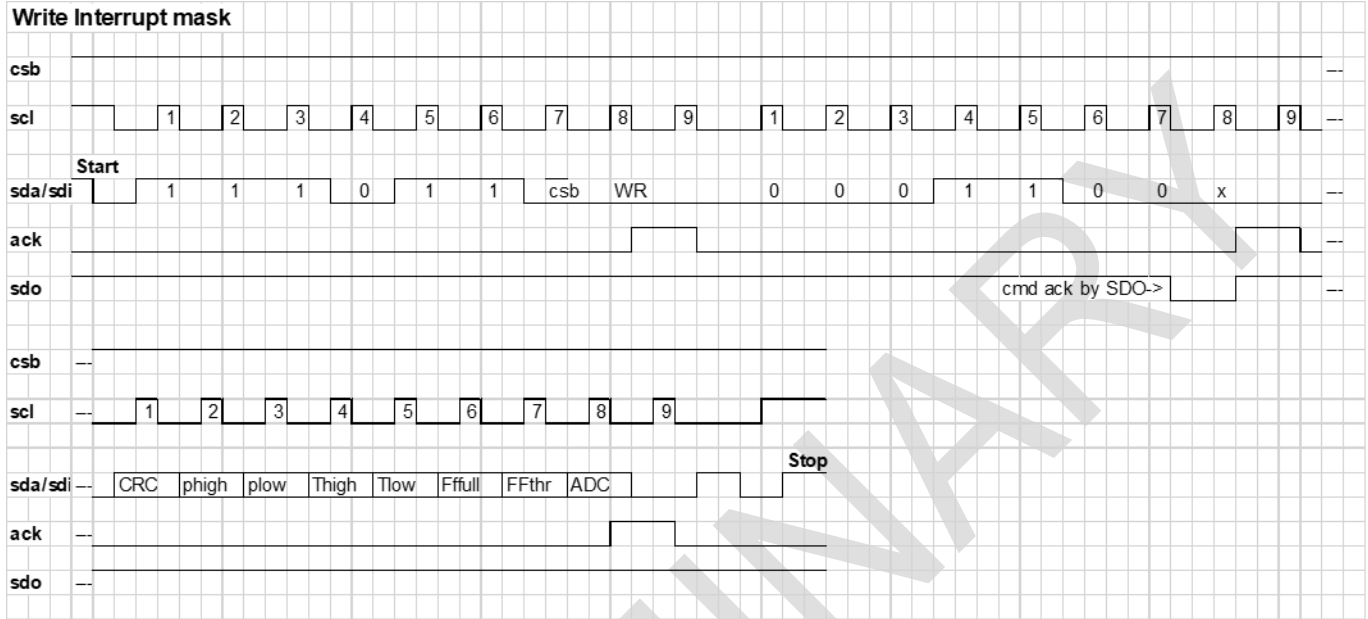 Write Interrupt mask
csb ---
scl 1 2 3 4 5 6 7 8 9 1 2 3 4 5 6 7 8 9 ---
Start
sda/sdi 1 1 1 0 1 1 csb WR 0 0 0 1 1 0 0 x ---
ack ---
sdo cmd ack by SDO-> ---
csb ---
scl --- 1 2 3 4 5 6 7 8 9
Stop
sda/sdi --- CRC phigh plow Thigh Tlow Fffull FFthr ADC
ack ---
sdo ---
INARY